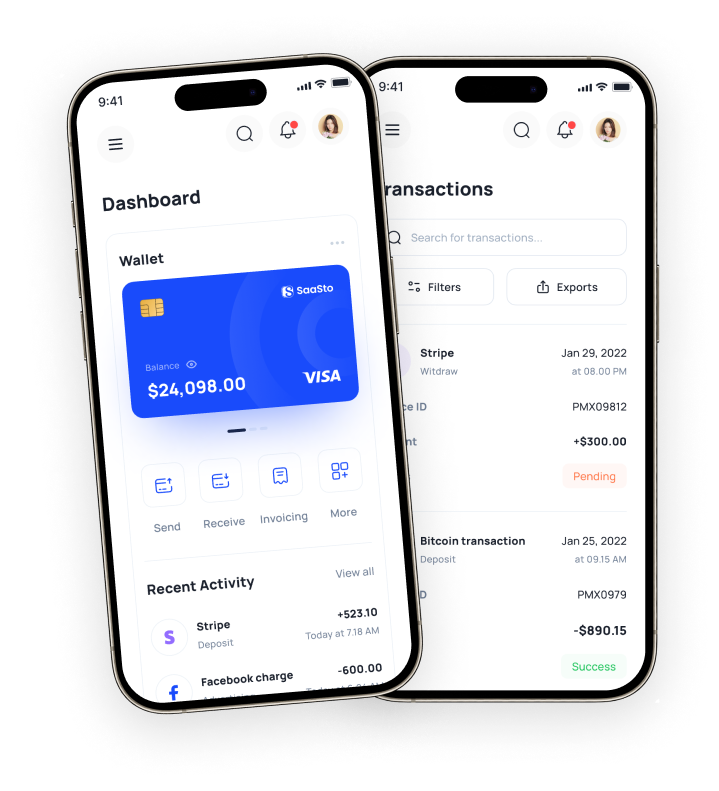 9:41
Dashboard
Wallet
SaaSto
Balance
$24,098.00
VISA
Send
Receive
Invoicing
More
Recent Activity
View all
Stripe
+523.10
Deposit
Today at 7.18 AM
Facebook charge
-600.00
9:41
ransactions
Search for transactions...
Filters
Exports
Stripe
Jan 29, 2022
Witdraw
at 08.00 PM
ce ID
PMX09812
nt
+$300.00
Pending
Bitcoin transaction
Jan 25, 2022
Deposit
at 09.15 AM
D
PMX0979
-$890.15
Success